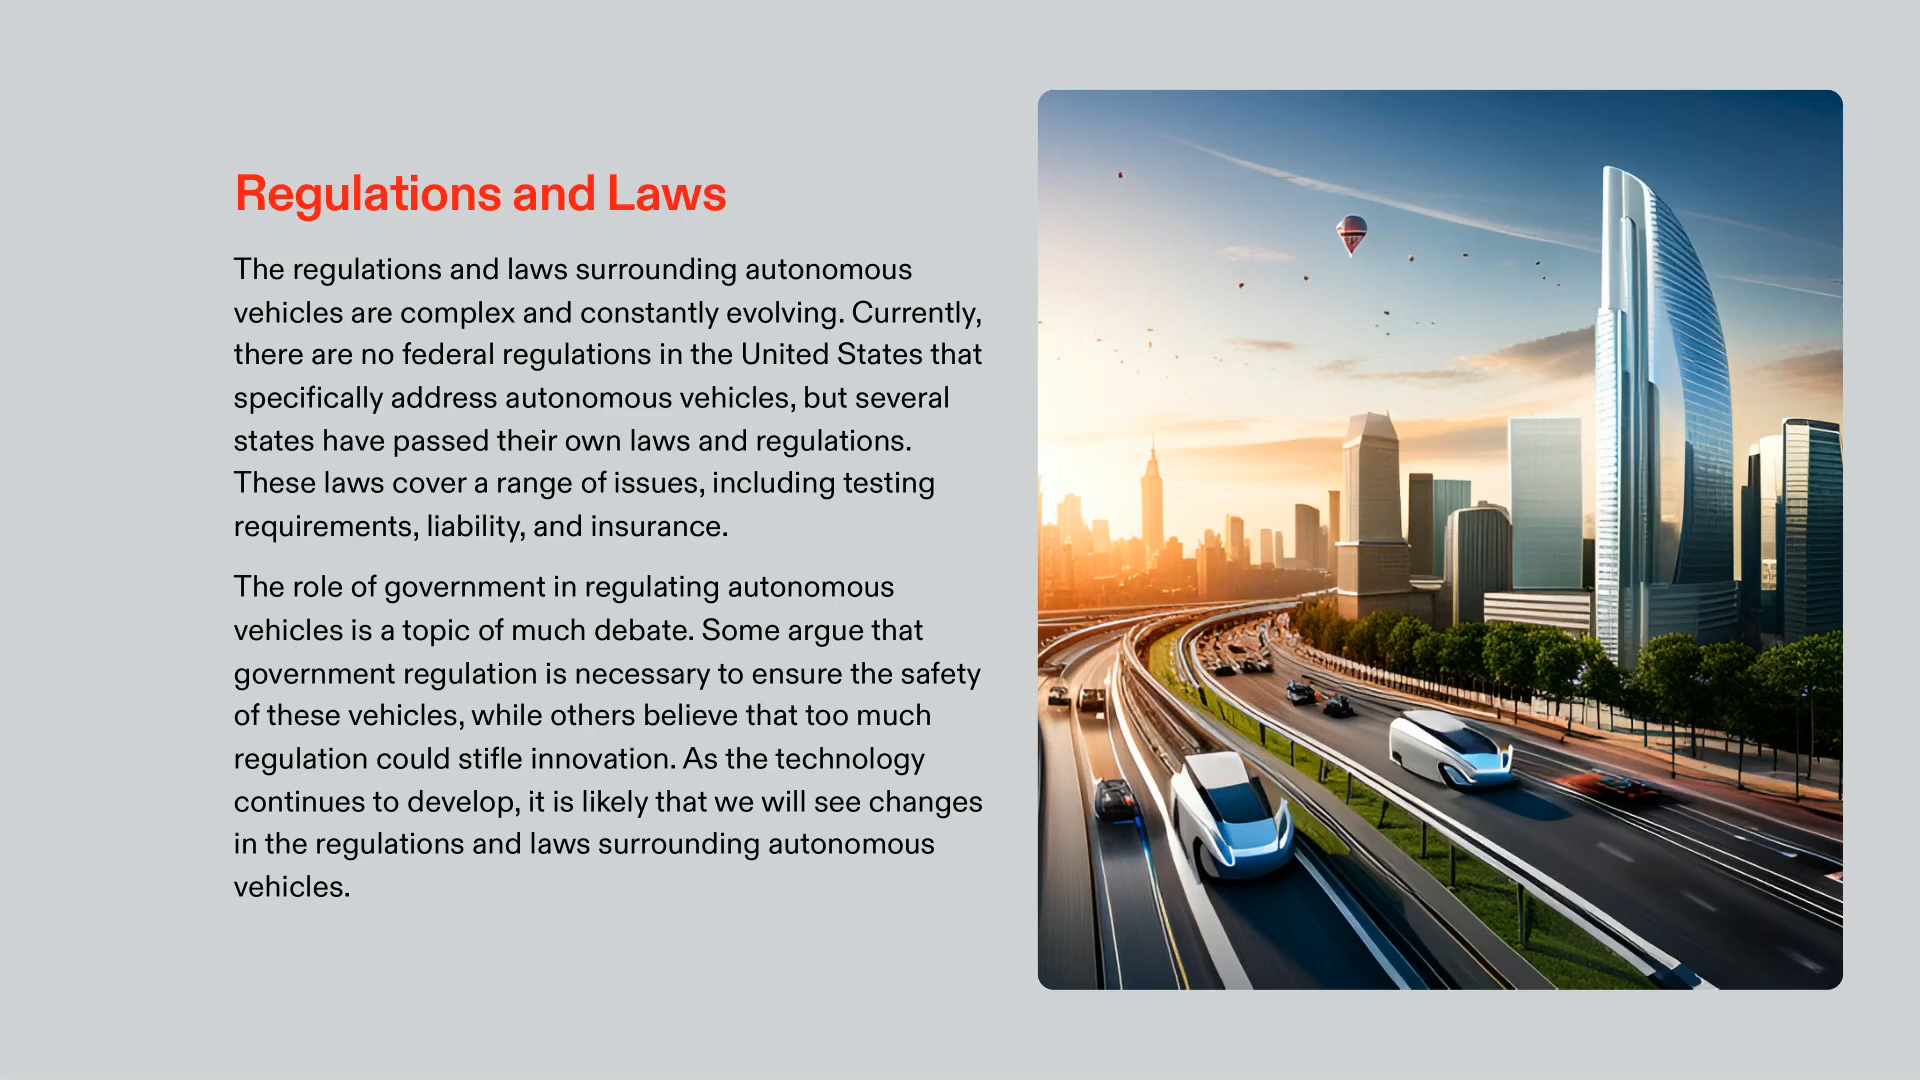 Regulations and Laws
The regulations and laws surrounding autonomous
vehicles are complex and constantly evolving. Currently,
there are no federal regulations in the United States that
specifically address autonomous vehicles, but several
states have passed their own laws and regulations.
These laws cover a range of issues, including testing
requirements, liability, and insurance.
The role of government in regulating autonomous
vehicles is a topic of much debate. Some argue that
government regulation is necessary to ensure the safety
of these vehicles, while others believe that too much
regulation could stifle innovation. As the technology
continues to develop, it is likely that we will see changes
in the regulations and laws surrounding autonomous
vehicles.